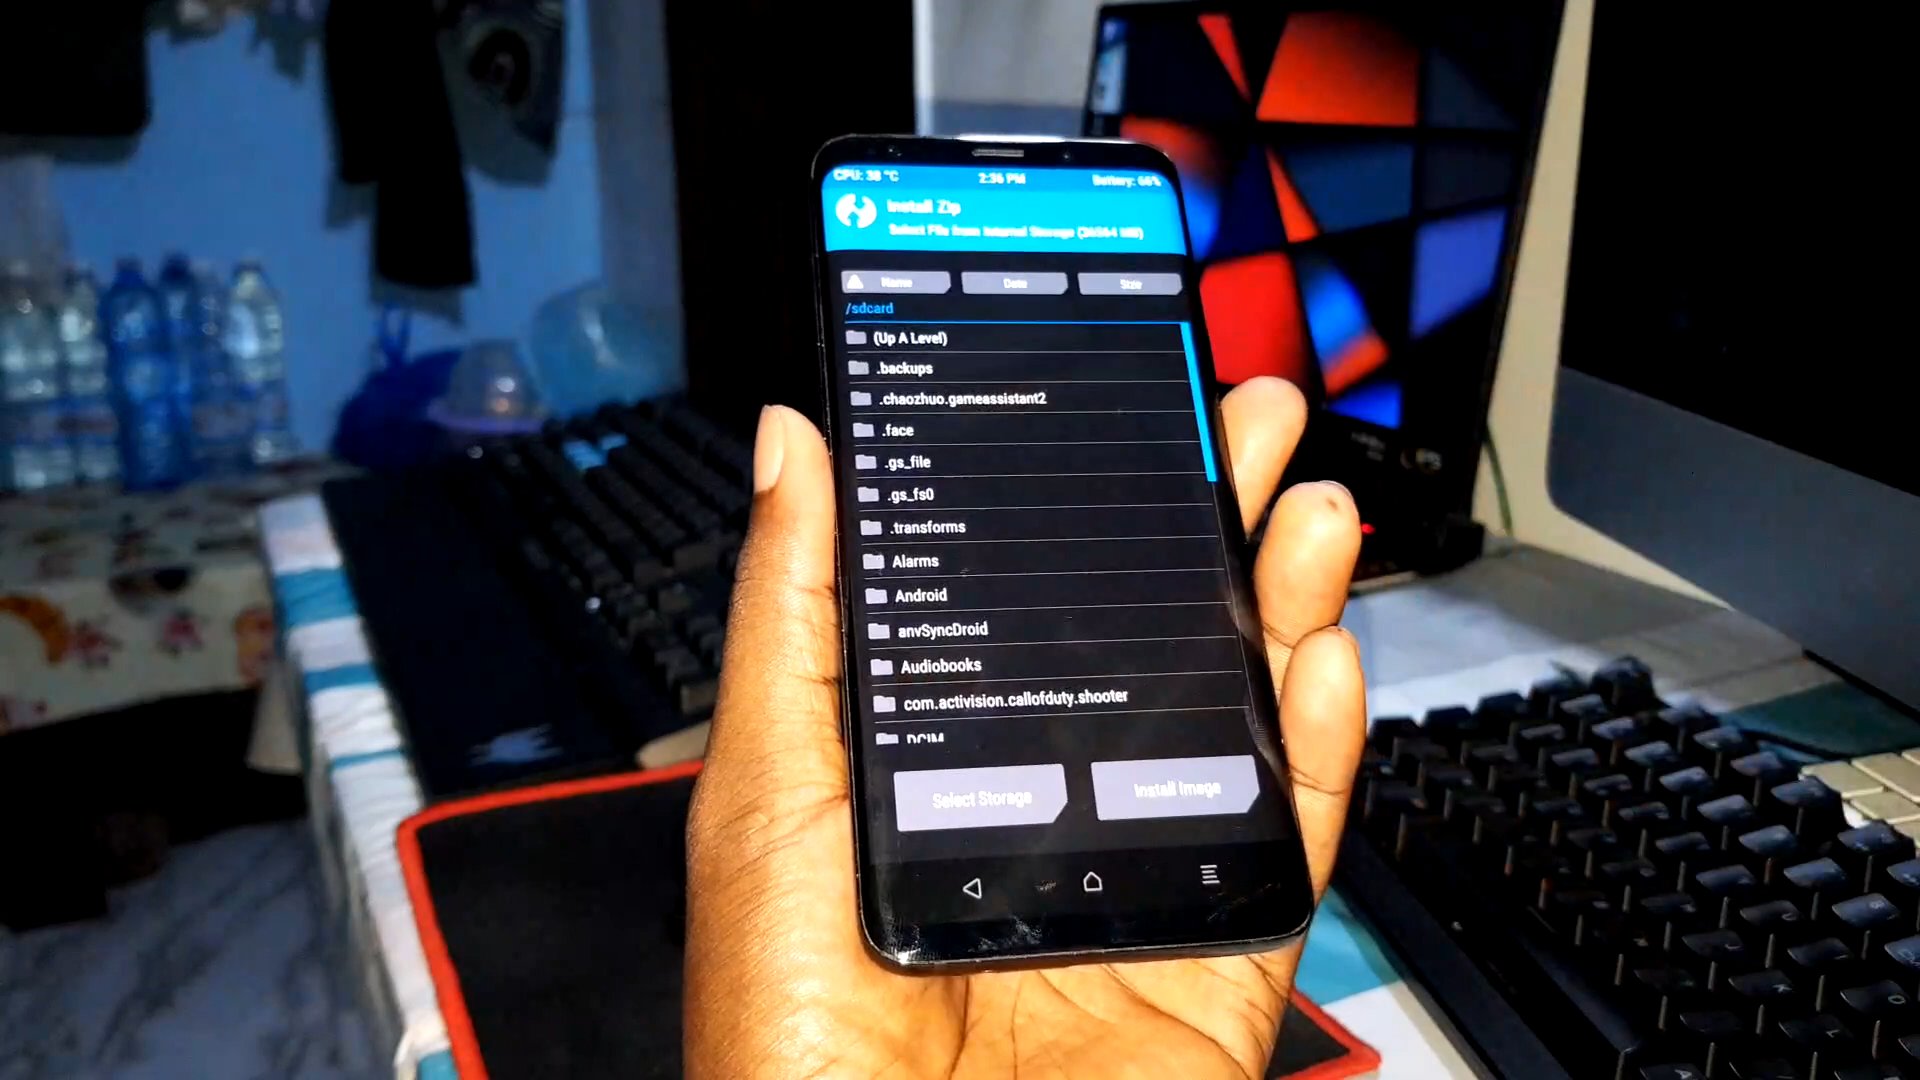 CPU: 38 °C 2:36 PM Battery: 66%
Install Zip
Select File from Internal Storage
Name Date Size
/sdcard
(Up A Level)
.backups
.chaozhuo.gameassistant2
.face
.gs_file
.gs_fs0
.transforms
Alarms
Android
anvSyncDroid
Audiobooks
com.activision.callofduty.shooter
DCIM
Select Storage Install Image